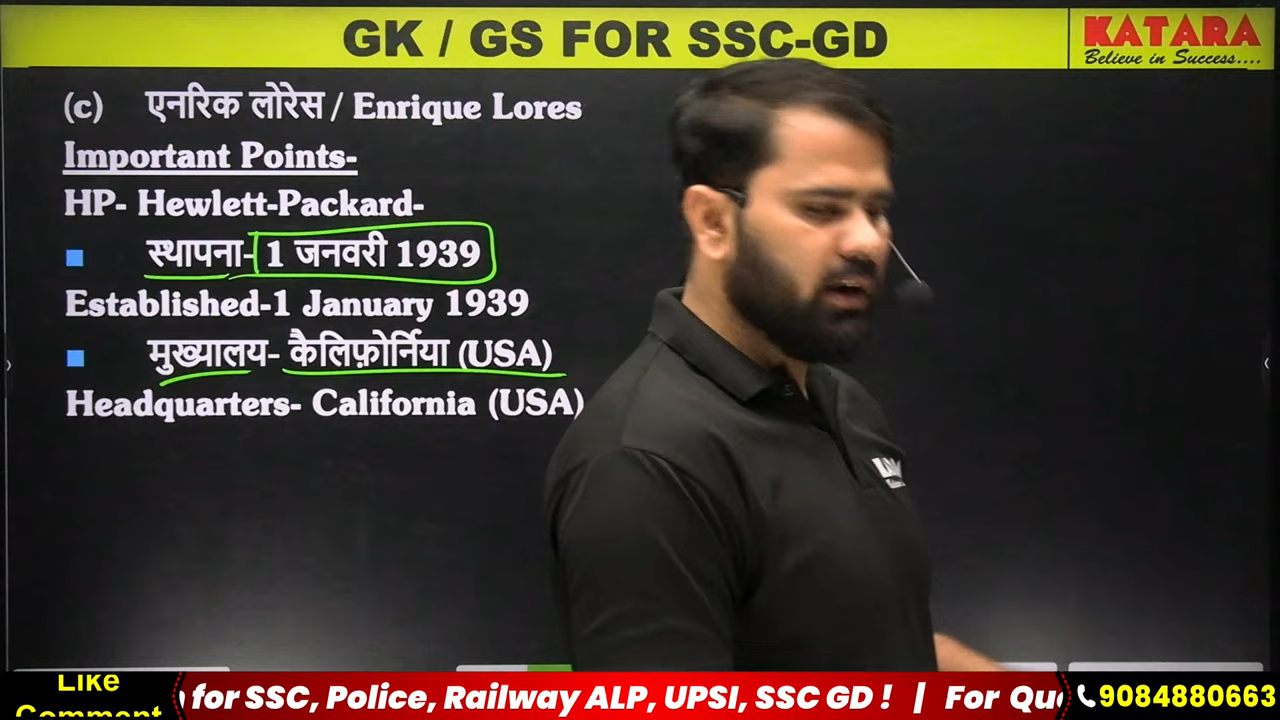 GK / GS FOR SSC-GD
KATARA
Believe in Success....
(c) एनरिक लोरेस / Enrique Lores
Important Points-
HP- Hewlett-Packard-
स्थापना- 1 जनवरी 1939
Established-1 January 1939
मुख्यालय- कैलिफ़ोर्निया (USA)
Headquarters- California (USA)
Like
Comment
for SSC, Police, Railway ALP, UPSI, SSC GD ! | For
9084880663